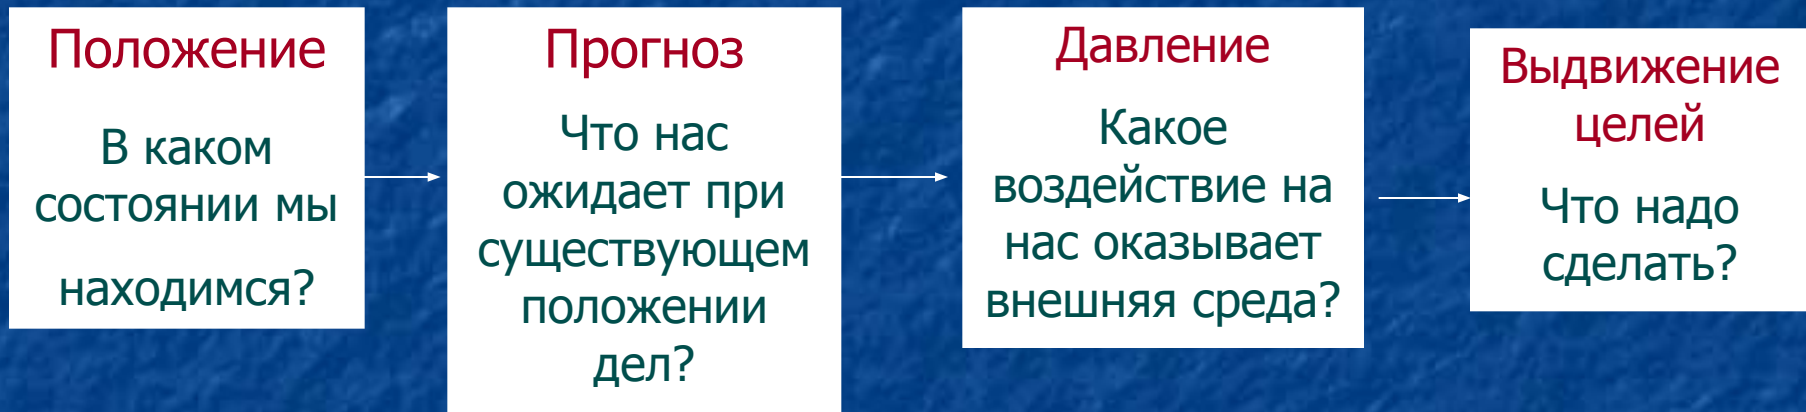 Положение
В каком
состоянии мы
находимся?
Прогноз
Что нас
ожидает при
существующем
положении
дел?
Давление
Какое
воздействие на
нас оказывает
внешняя среда?
Выдвижение
целей
Что надо
сделать?